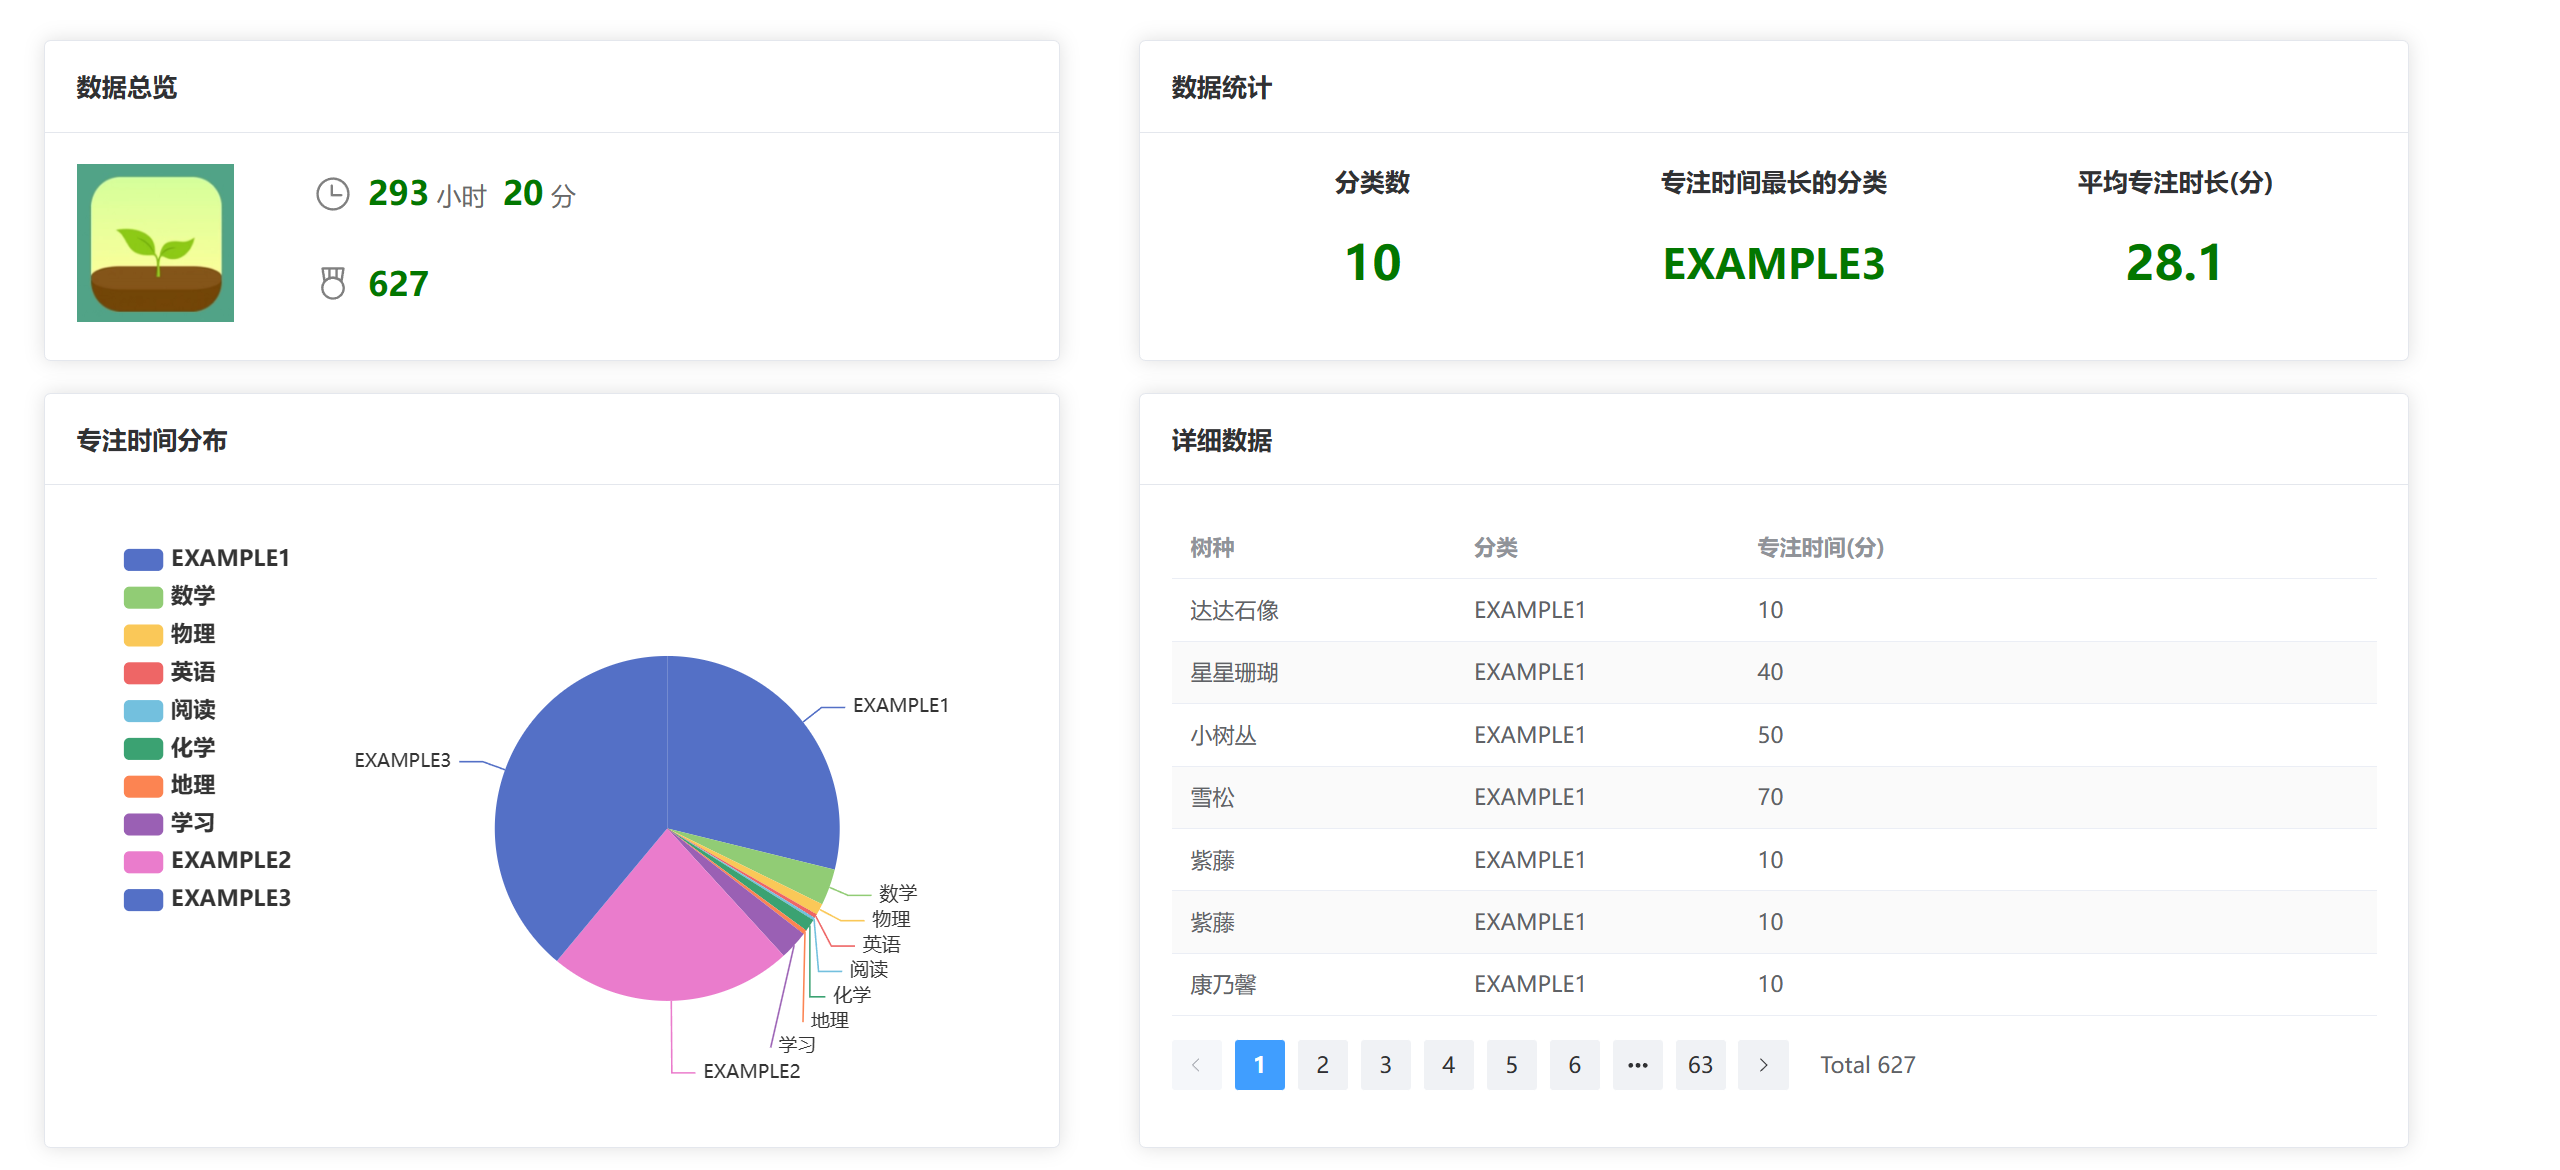 数据总览
293 小时 20 分
627
数据统计
分类数
专注时间最长的分类
平均专注时长(分)
10
EXAMPLE3
28.1
专注时间分布
EXAMPLE1
数学
物理
英语
阅读
化学
地理
学习
EXAMPLE2
EXAMPLE3
EXAMPLE1
EXAMPLE3
数学
物理
英语
阅读
化学
地理
学习
EXAMPLE2
详细数据
树种 分类 专注时间(分)
达达石像 EXAMPLE1 10
星星珊瑚 EXAMPLE1 40
小树丛 EXAMPLE1 50
雪松 EXAMPLE1 70
紫藤 EXAMPLE1 10
紫藤 EXAMPLE1 10
康乃馨 EXAMPLE1 10
1 2 3 4 5 6 ••• 63 Total 627